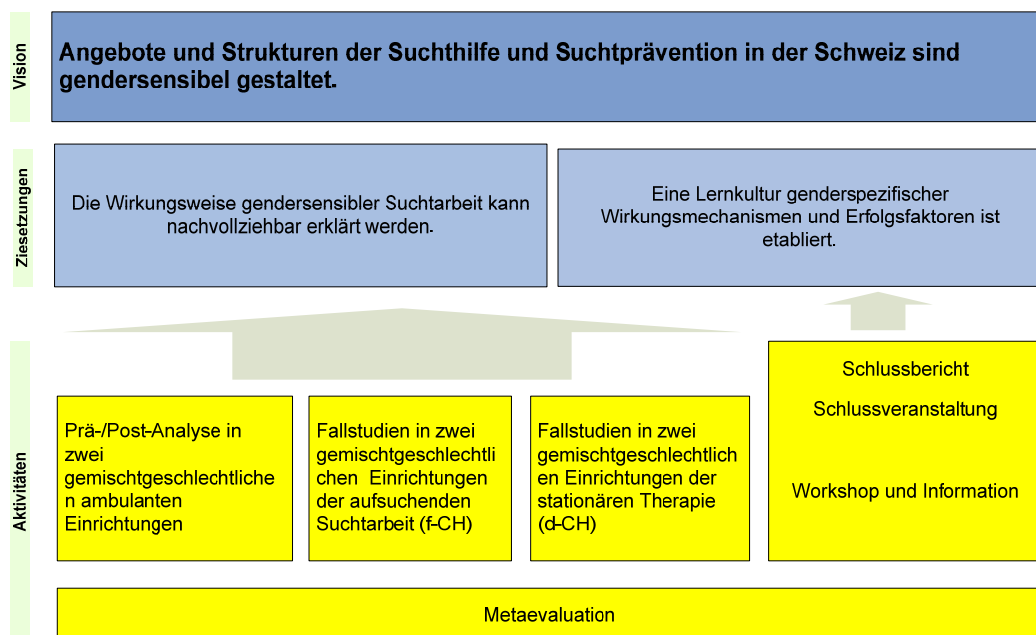 Vision
Angebote und Strukturen der Suchthilfe und Suchtprävention in der Schweiz sind
gendersensibel gestaltet.
Ziesetzungen
Die Wirkungsweise gendersensibler Suchtarbeit kann
nachvollziehbar erklärt werden.
Eine Lernkultur genderspezifischer
Wirkungsmechanismen und Erfolgsfaktoren ist
etabliert.
Aktivitäten
Prä-/Post-Analyse in
zwei
gemischtgeschlechtliche
n ambulanten
Einrichtungen
Fallstudien in zwei
gemischtgeschlechtli
chen Einrichtungen
der aufsuchenden
Suchtarbeit (f-CH)
Fallstudien in zwei
gemischtgeschlechtlich
en Einrichtungen der
stationären Therapie
(d-CH)
Schlussbericht
Schlussveranstaltung
Workshop und Information
Metaevaluation